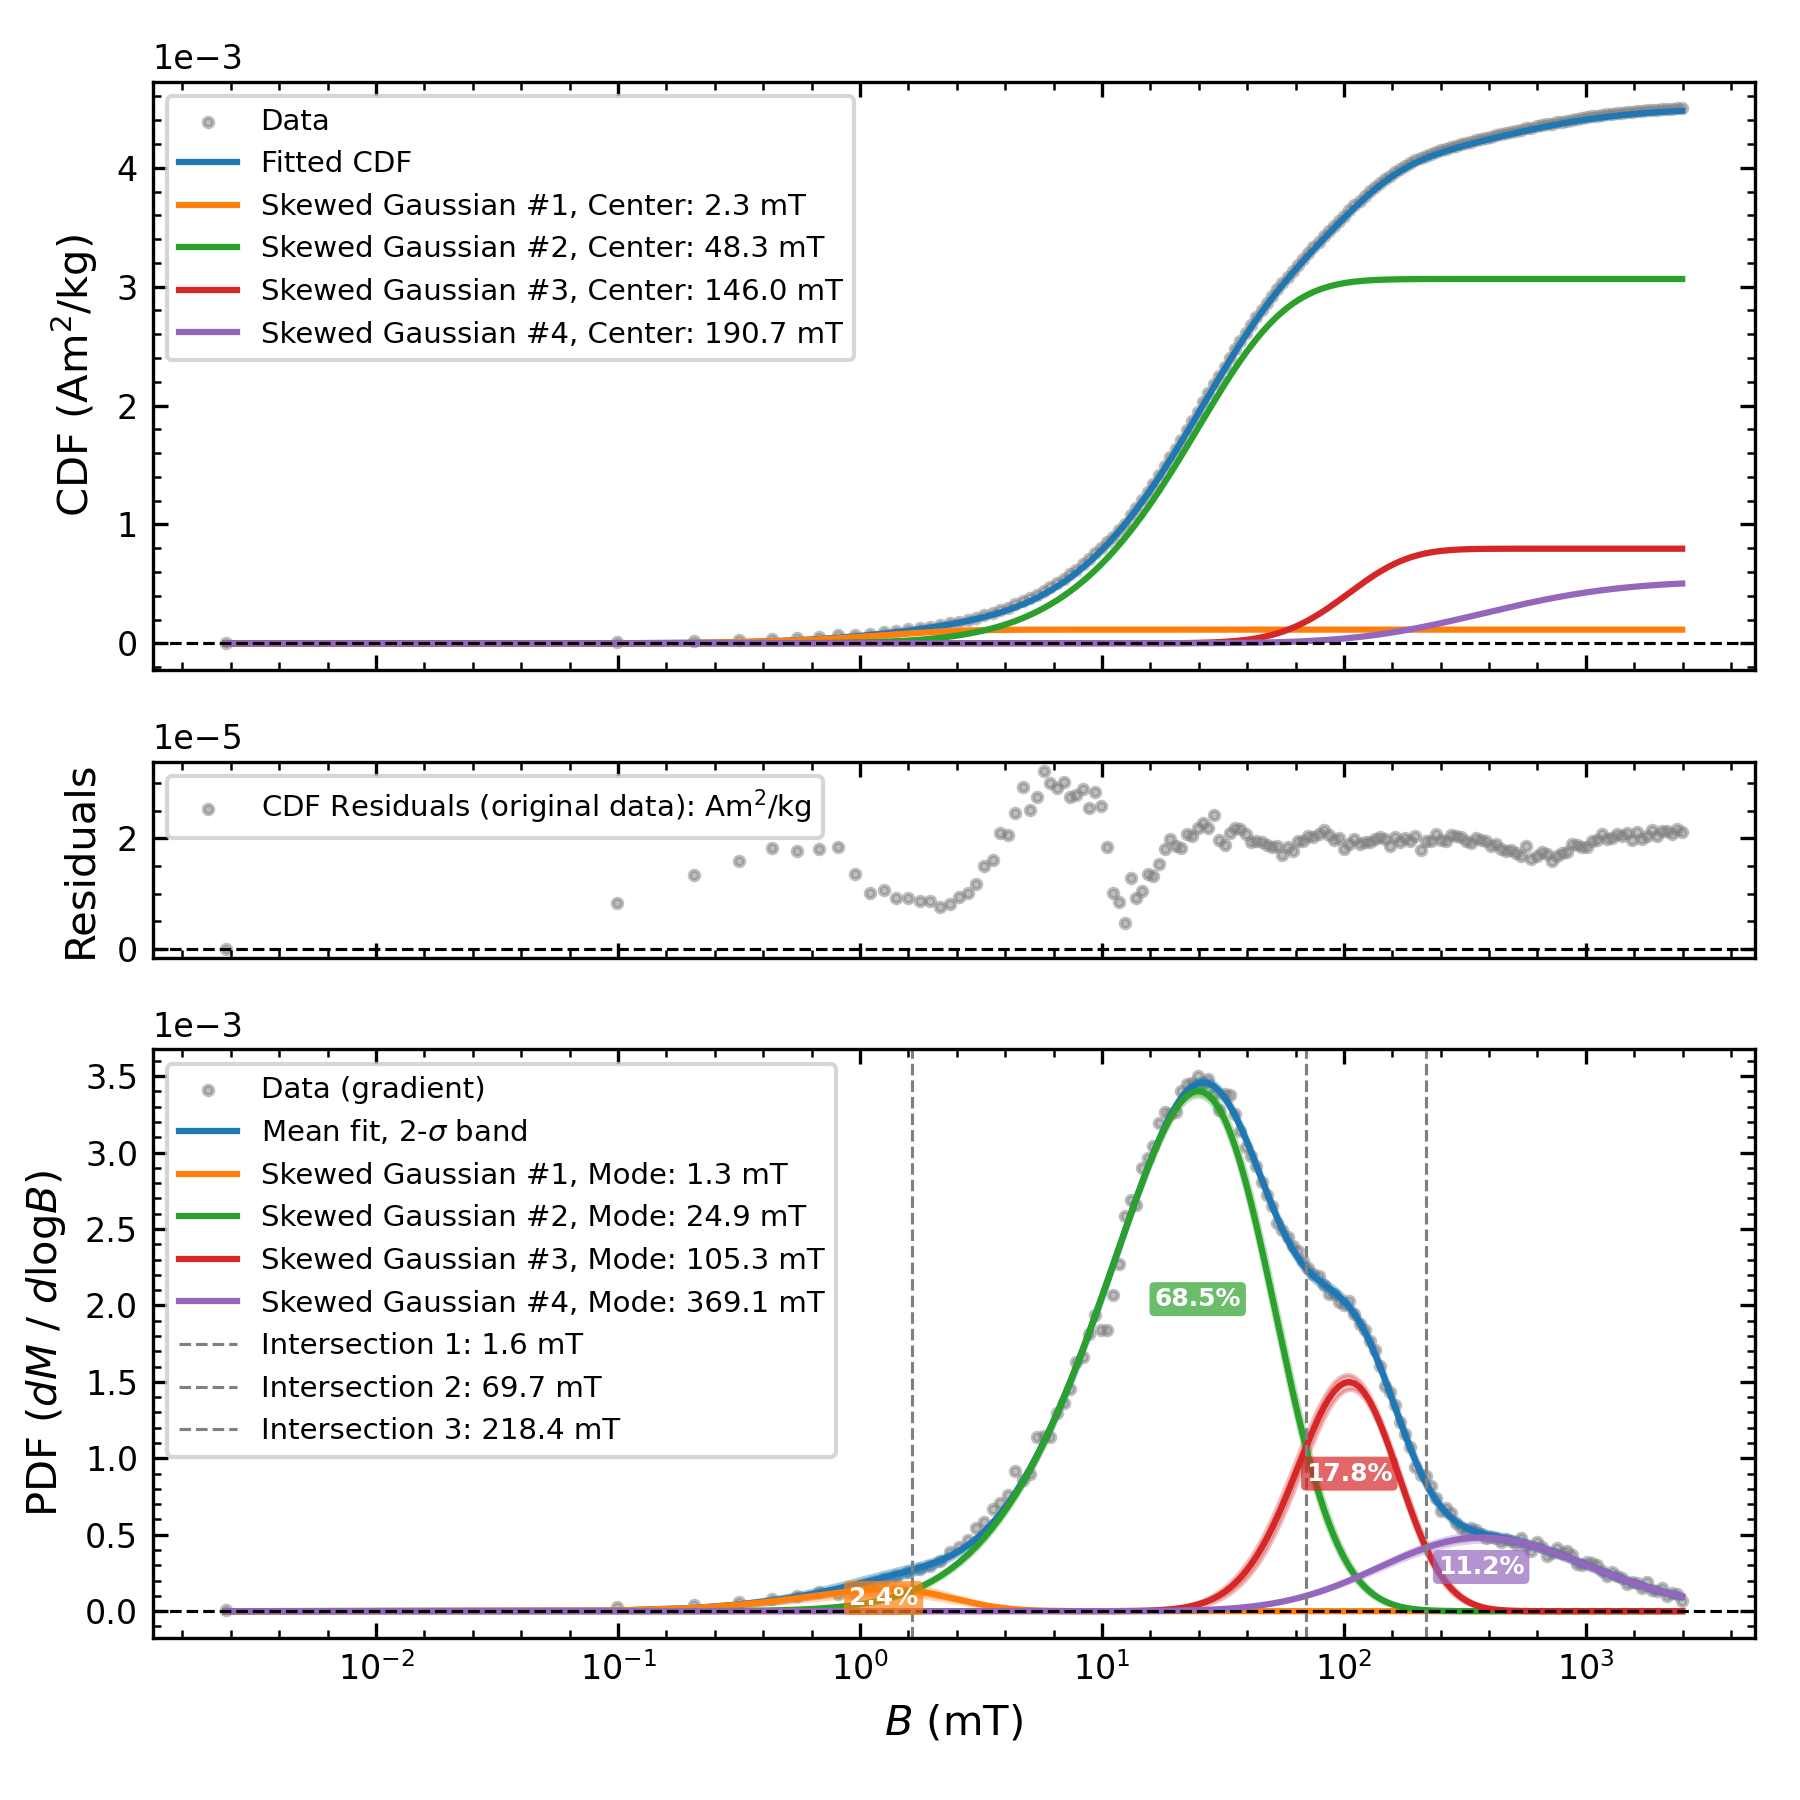 1e−3
CDF (Am²/kg)
4
3
2
1
0
Data
Fitted CDF
Skewed Gaussian #1, Center: 2.3 mT
Skewed Gaussian #2, Center: 48.3 mT
Skewed Gaussian #3, Center: 146.0 mT
Skewed Gaussian #4, Center: 190.7 mT
1e−5
Residuals
2
0
CDF Residuals (original data): Am²/kg
1e−3
PDF (dM / dlogB)
3.5
3.0
2.5
2.0
1.5
1.0
0.5
0.0
Data (gradient)
Mean fit, 2-σ band
Skewed Gaussian #1, Mode: 1.3 mT
Skewed Gaussian #2, Mode: 24.9 mT
Skewed Gaussian #3, Mode: 105.3 mT
Skewed Gaussian #4, Mode: 369.1 mT
Intersection 1: 1.6 mT
Intersection 2: 69.7 mT
Intersection 3: 218.4 mT
68.5%
17.8%
11.2%
2.4%
10⁻² 10⁻¹ 10⁰ 10¹ 10² 10³
B (mT)